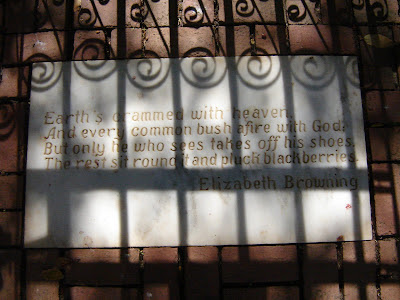 Earth's crammed with heaven,
And every common bush afire with God;
But only he who sees takes off his shoes.
The rest sit round it and pluck blackberries.
Elizabeth Browning